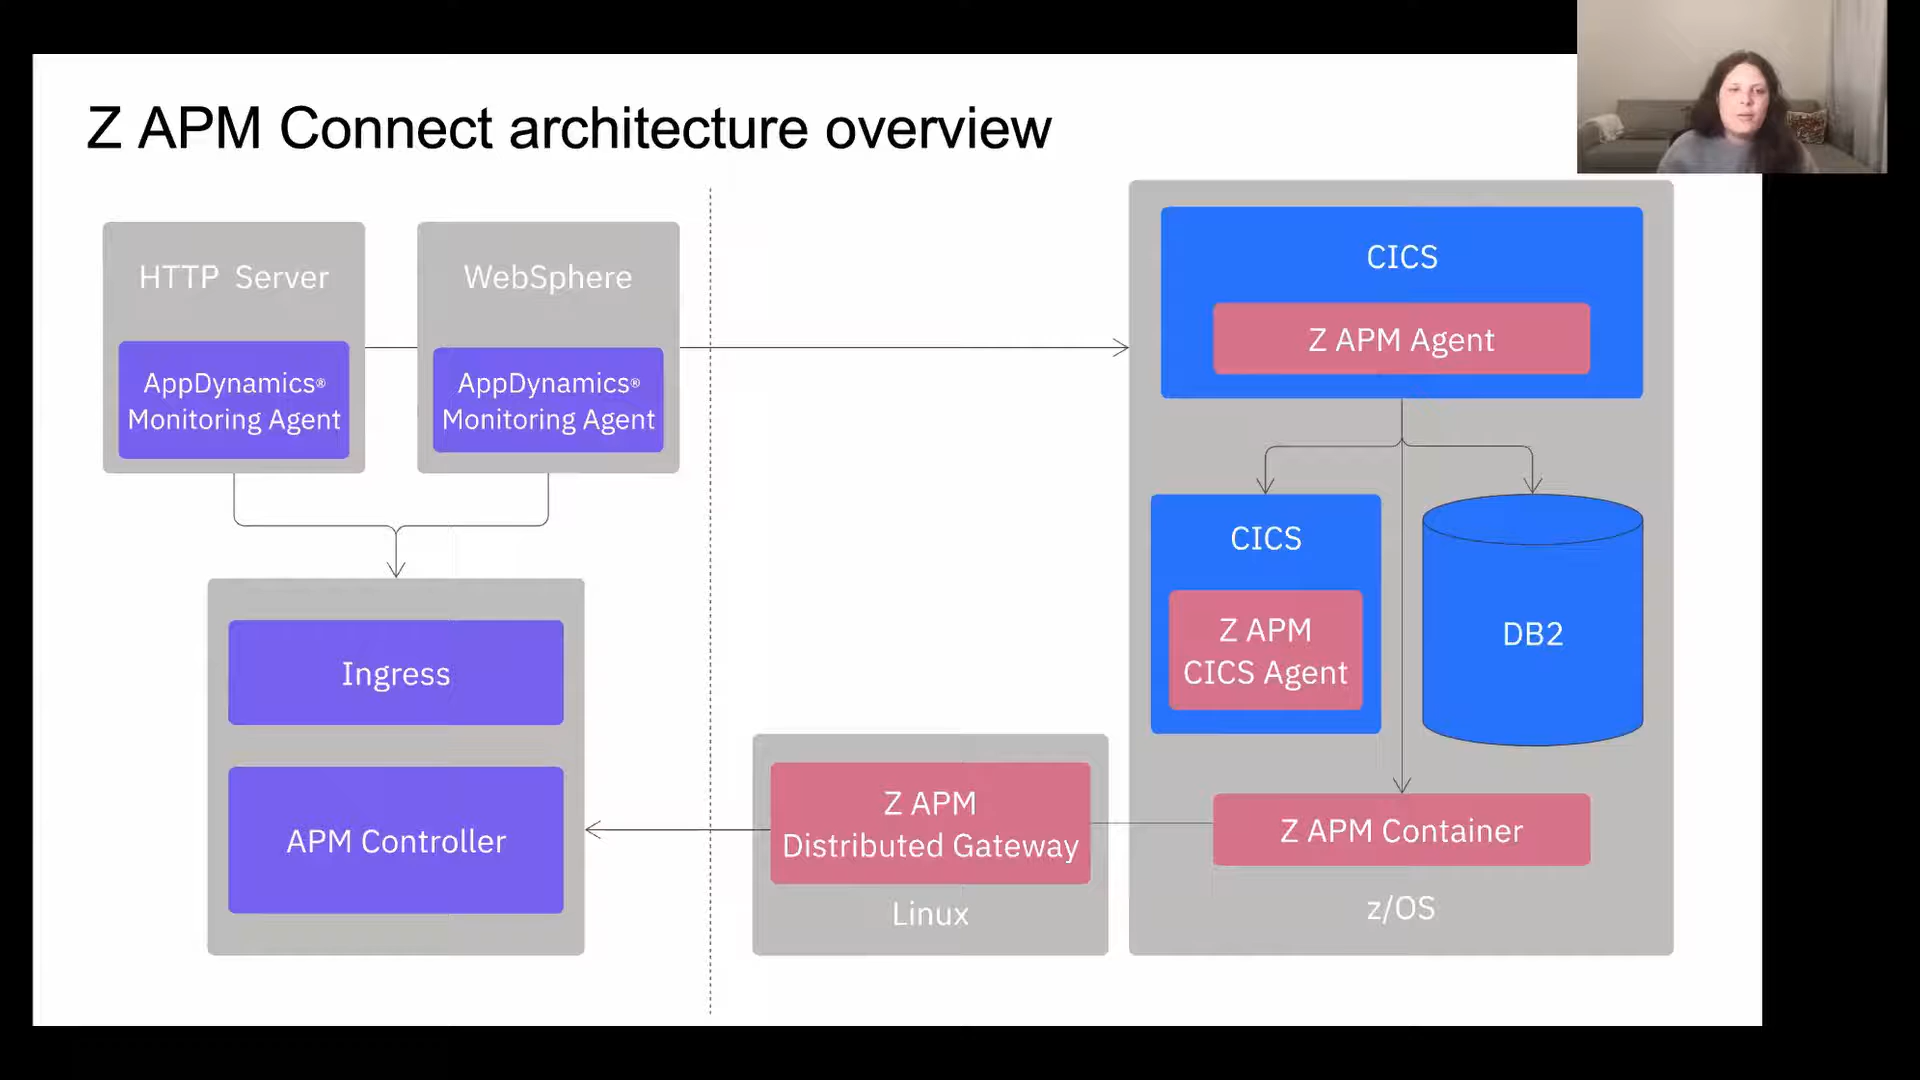 Z APM Connect architecture overview
HTTP Server
WebSphere
AppDynamics®
Monitoring Agent
AppDynamics®
Monitoring Agent
Ingress
APM Controller
Z APM
Distributed Gateway
Linux
CICS
Z APM Agent
CICS
Z APM
CICS Agent
DB2
Z APM Container
z/OS